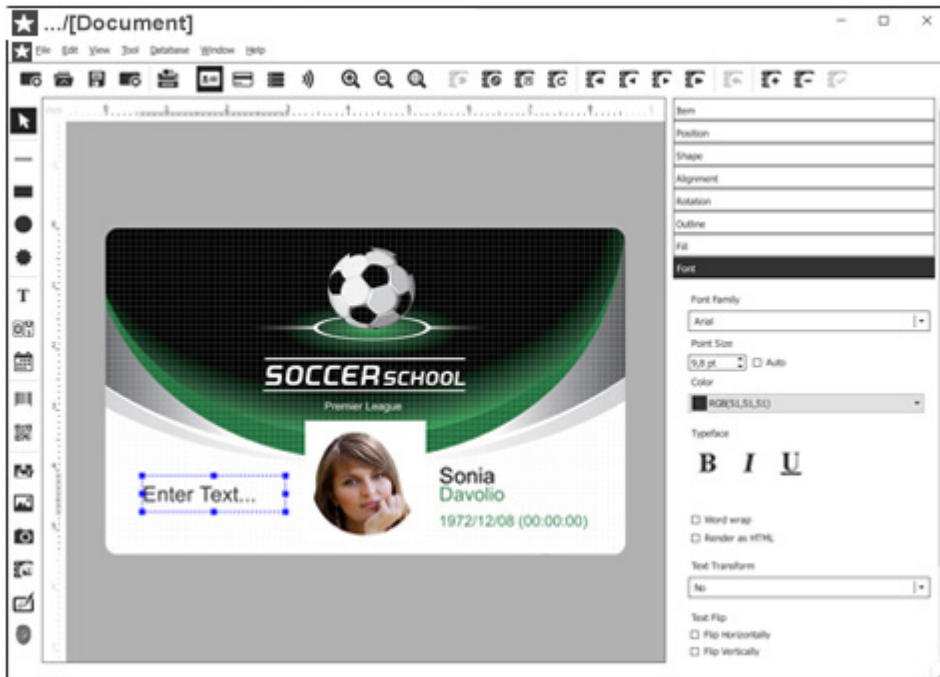 .../[Document]
File Edit View Tool Database Window Help
mm
Item
Position
Shape
Alignment
Rotation
Outline
Fill
Font
Font Family
Arial
Point Size
9,8 pt Auto
Color
RGB(51,51,51)
Typeface
B I U
Word wrap
Render as HTML
Text Transform
No
Text Flip
Flip Horizontally
Flip Vertically
SOCCER SCHOOL
Premier League
Enter Text...
Sonia
Davolio
1972/12/08 (00:00:00)
T